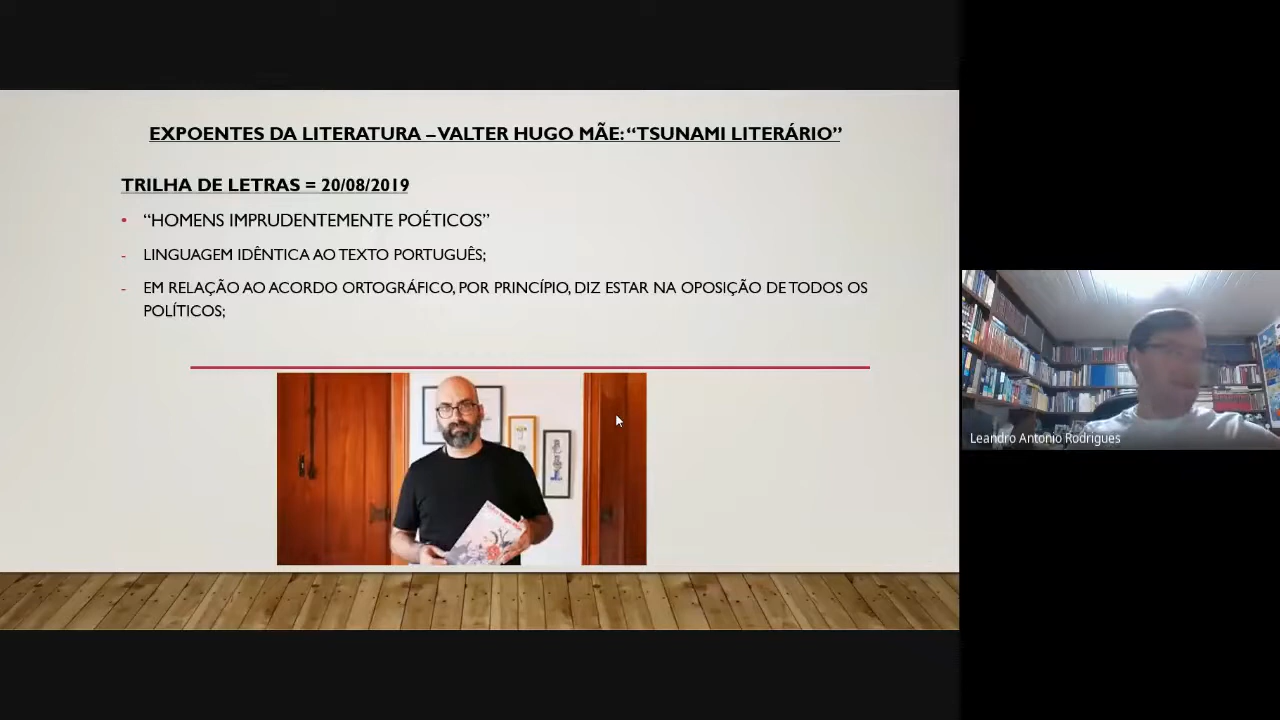 EXPOENTES DA LITERATURA – VALTER HUGO MÃE: “TSUNAMI LITERÁRIO”
TRILHA DE LETRAS = 20/08/2019
• “HOMENS IMPRUDENTEMENTE POÉTICOS”
- LINGUAGEM IDÊNTICA AO TEXTO PORTUGUÊS;
- EM RELAÇÃO AO ACORDO ORTOGRÁFICO, POR PRINCÍPIO, DIZ ESTAR NA OPOSIÇÃO DE TODOS OS
POLÍTICOS;
Leandro Antonio Rodrigues